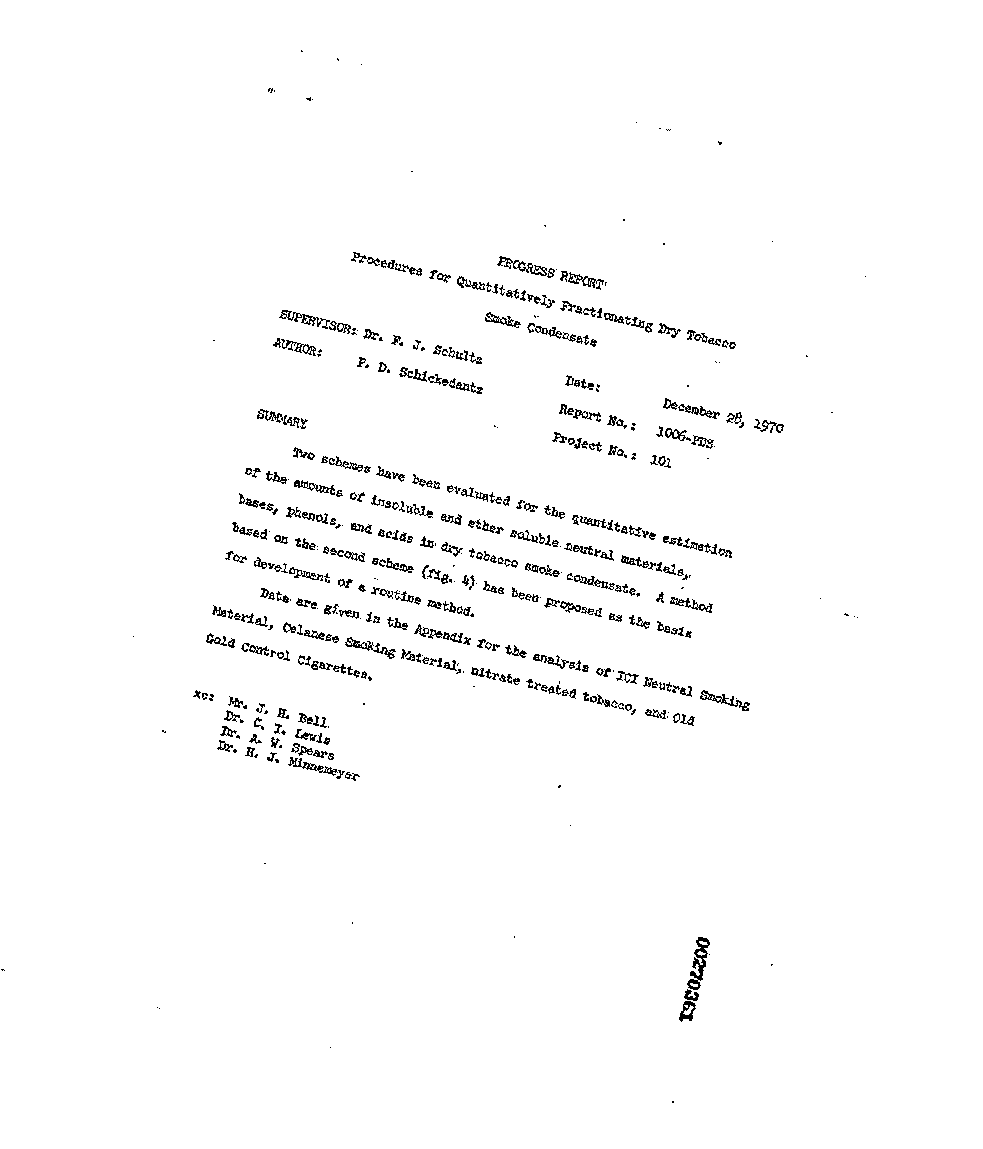 PROGRESS REPORT
Procedures for Quantitatively Fractionating Dry Tobacco
Smoke Condensate
SUPERVISOR: Dr. F. J. Schultz
AUTHOR: P. D. Schickedantz
Date: December 28, 1970
Report No.: 1006-PDS
Project No.: 101
SUMMARY
Two schemes have been evaluated for the quantitative estimation
of the amounts of insoluble and ether soluble neutral materials,
bases, phenols, and acids in dry tobacco smoke condensate. A method
based on the second scheme (fig. 4) has been proposed as the basis
for development of a routine method.
Data are given in the Appendix for the analysis of ICI Neutral Smoking
Material, Celanese Smoking Material, nitrate treated tobacco, and Old
Gold Control Cigarettes.
xc: Mr. J. H. Bell
Dr. C. I. Lewis
Dr. A. W. Spears
Dr. H. J. Minnemeyer
00270361